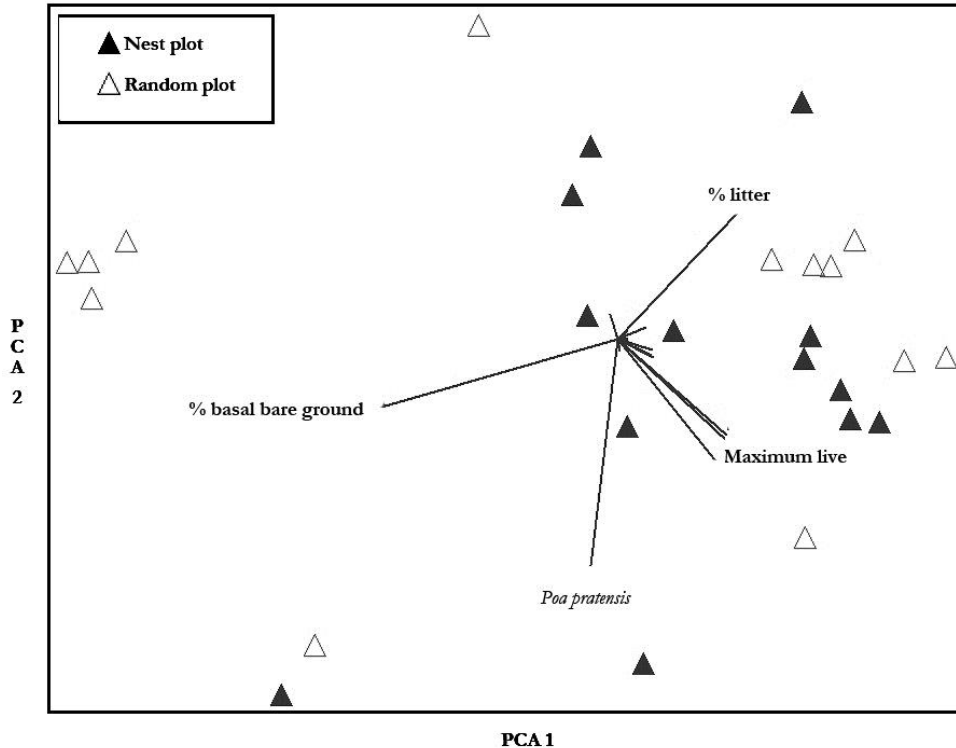 Nest plot
Random plot
% litter
P
C
A
2
% basal bare ground
Maximum live
Poa pratensis
PCA 1